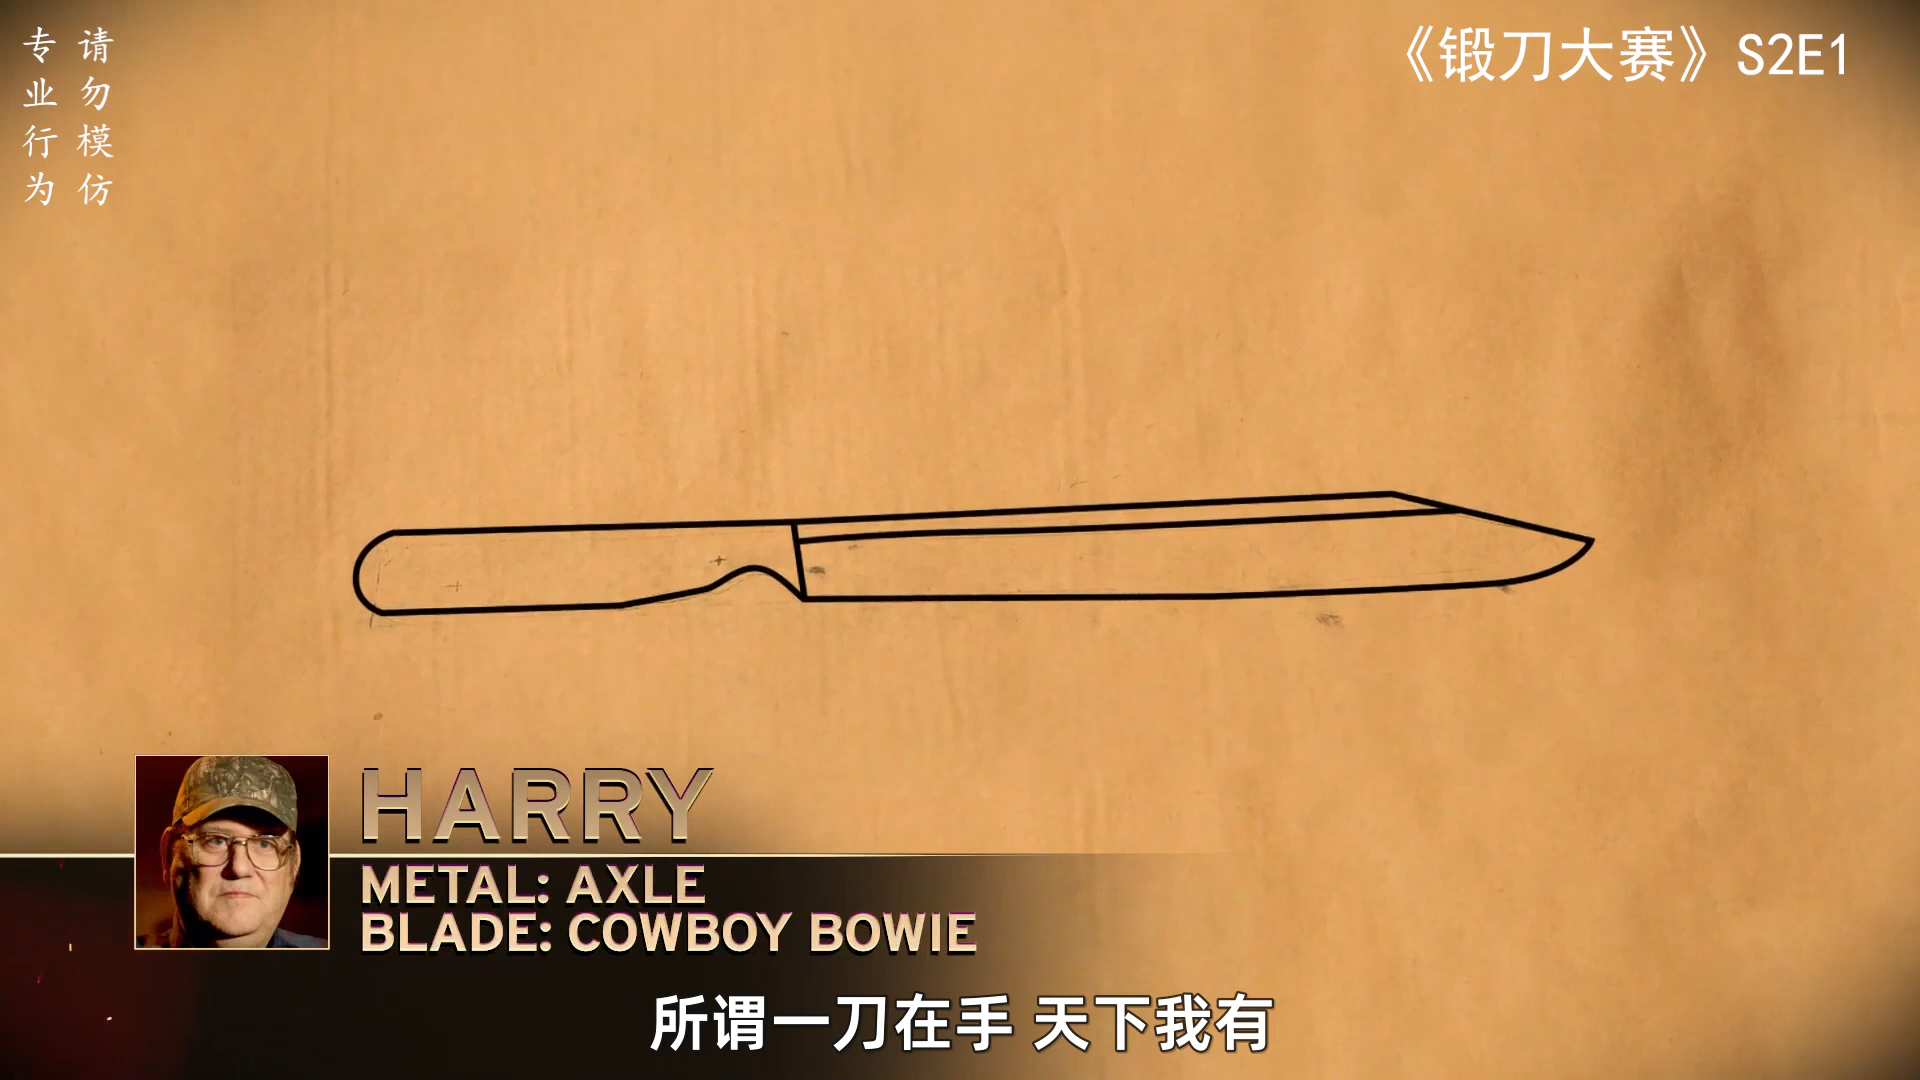 专业行为
请勿模仿
《锻刀大赛》S2E1
HARRY
METAL: AXLE
BLADE: COWBOY BOWIE
所谓一刀在手 天下我有